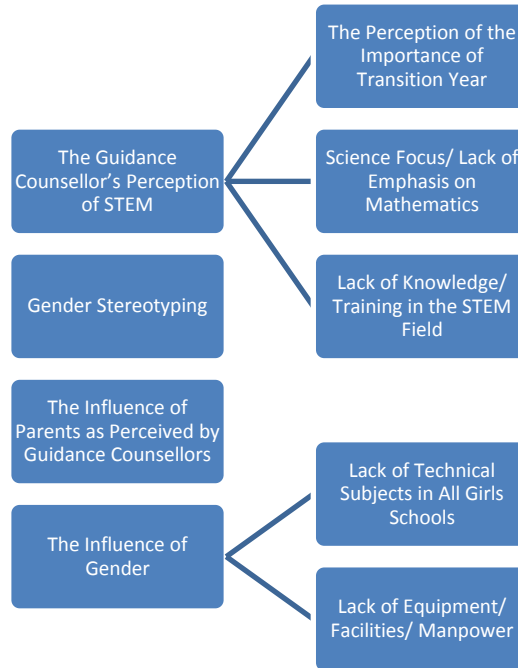 The Perception of the
Importance of
Transition Year
The Guidance
Counsellor's Perception
of STEM
Science Focus/ Lack of
Emphasis on
Mathematics
Gender Stereotyping
Lack of Knowledge/
Training in the STEM
Field
The Influence of
Parents as Perceived by
Guidance Counsellors
Lack of Technical
Subjects in All Girls
Schools
The Influence of
Gender
Lack of Equipment/
Facilities/ Manpower